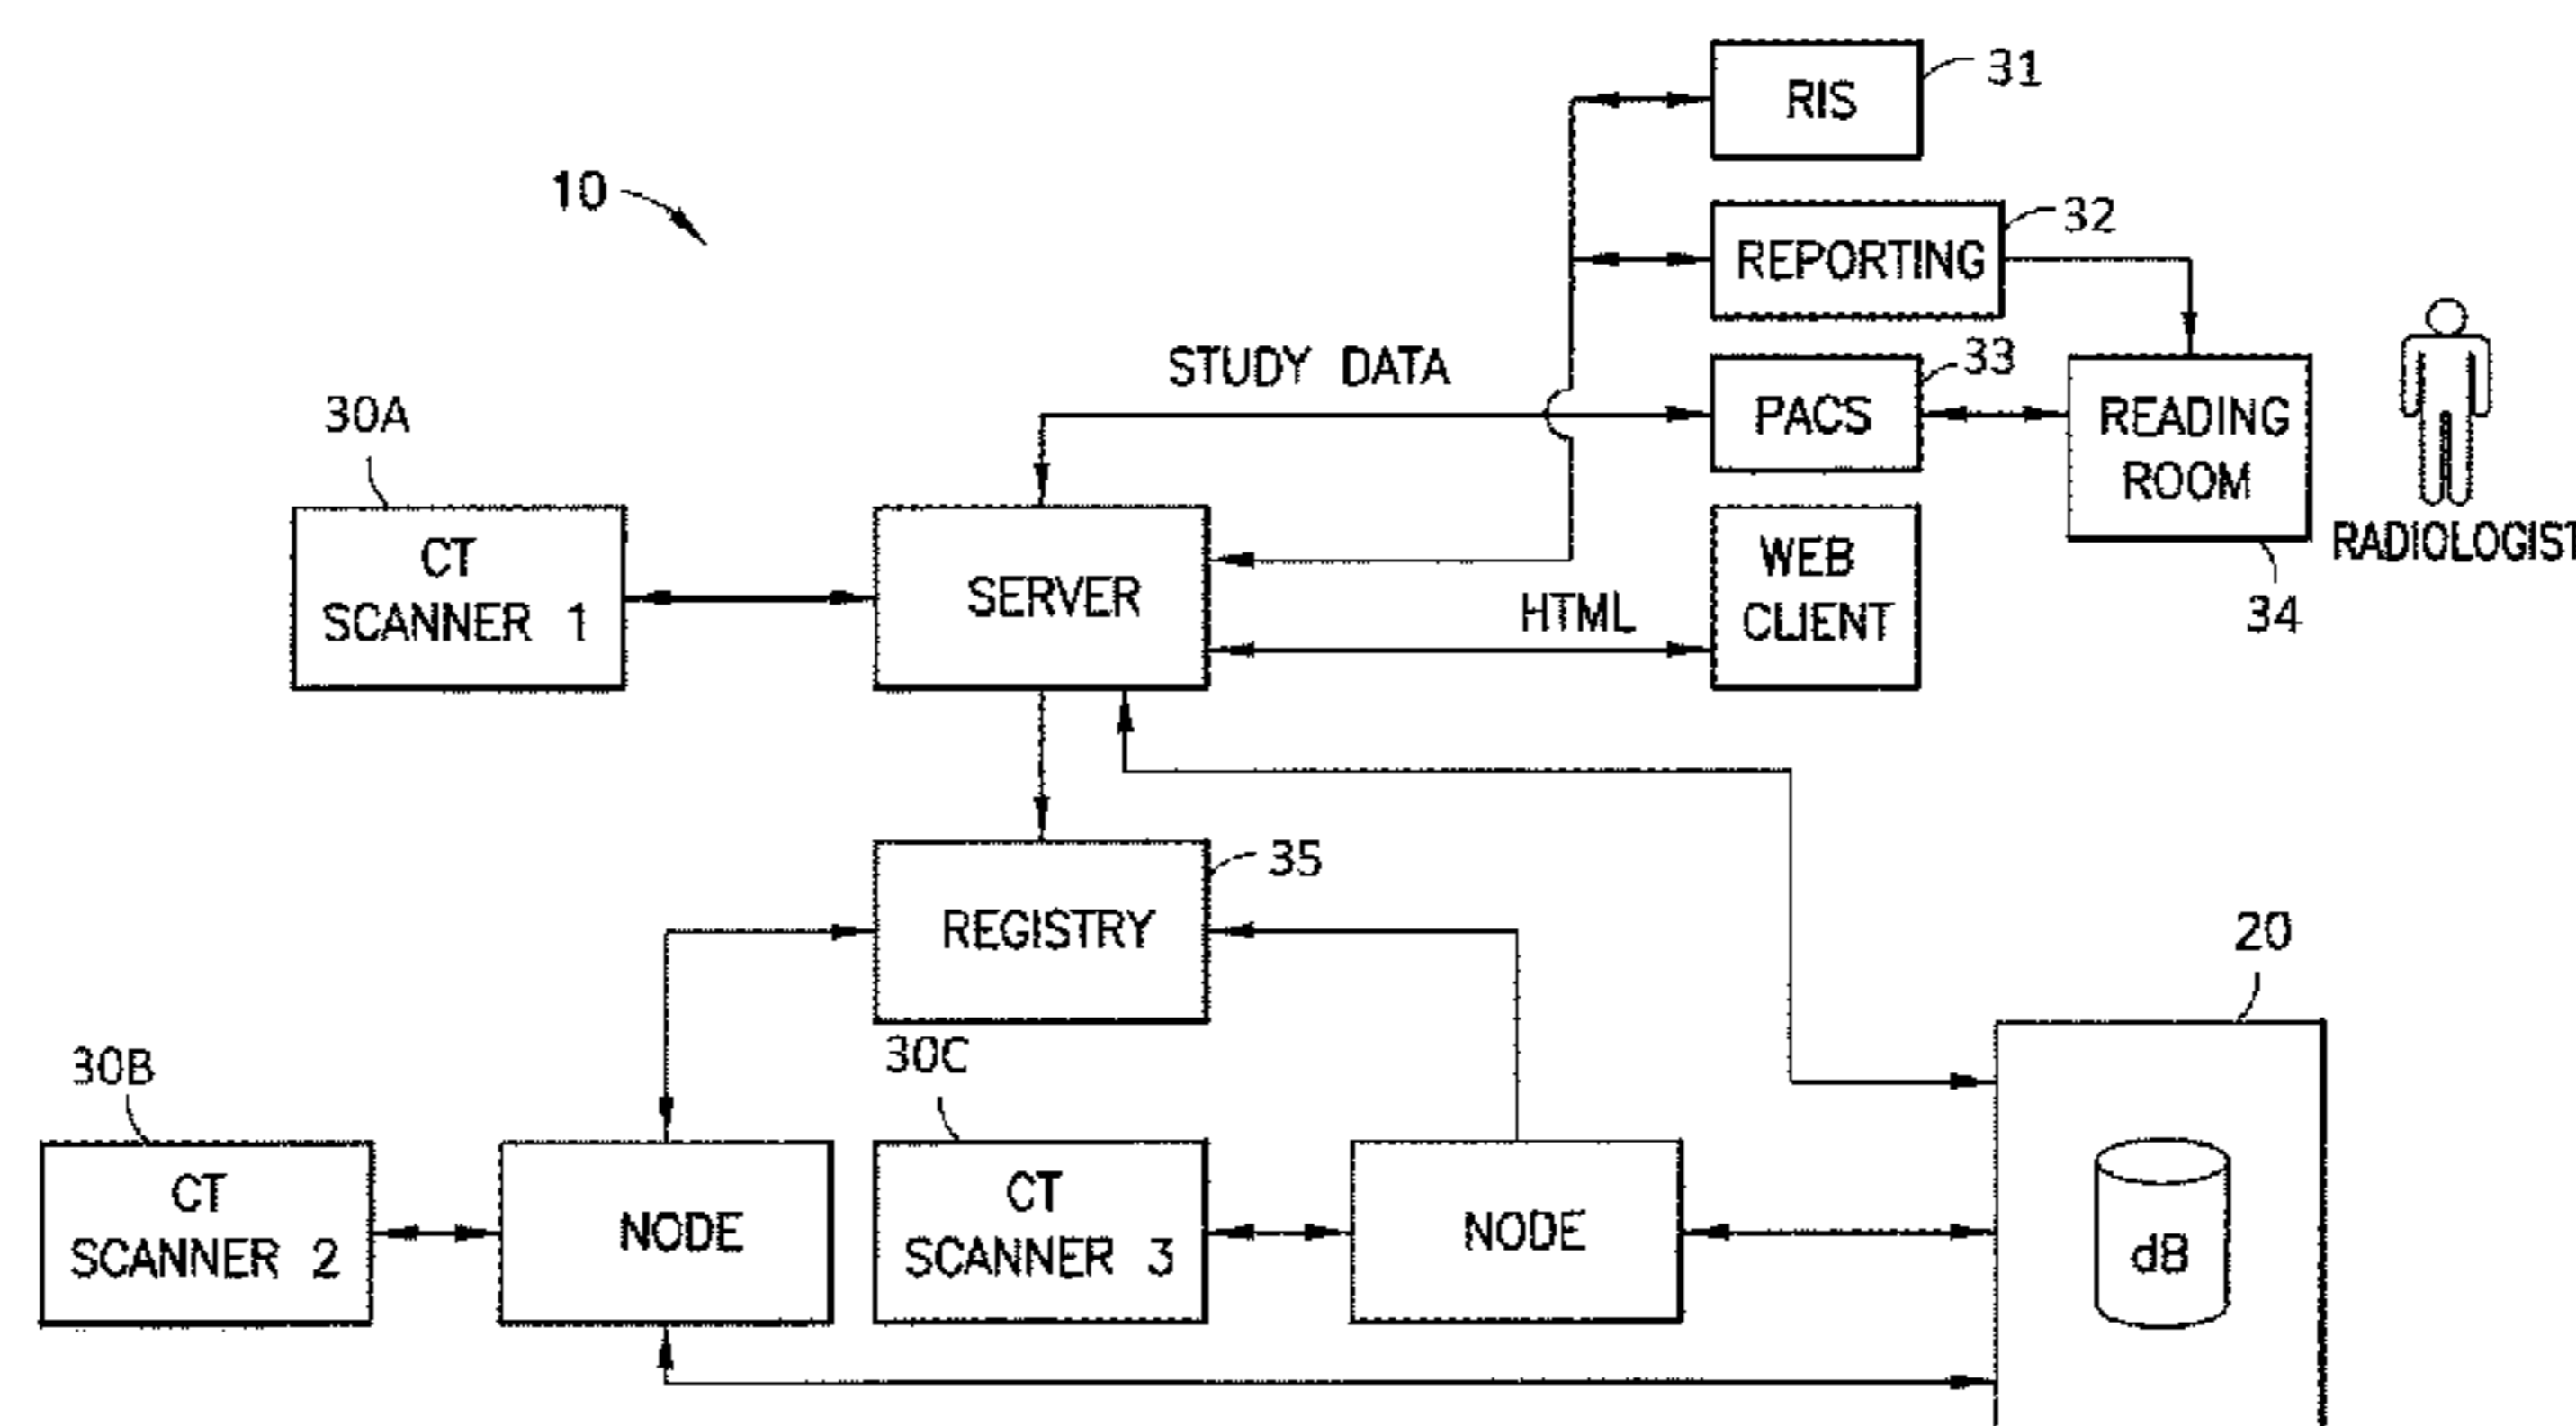 31
RIS
10
32
REPORTING
STUDY DATA
33
PACS
READING
ROOM
RADIOLOGIST
34
30A
CT
SCANNER 1
SERVER
WEB
CLIENT
HTML
35
REGISTRY
20
30B
30C
CT
SCANNER 2
NODE
CT
SCANNER 3
NODE
dB